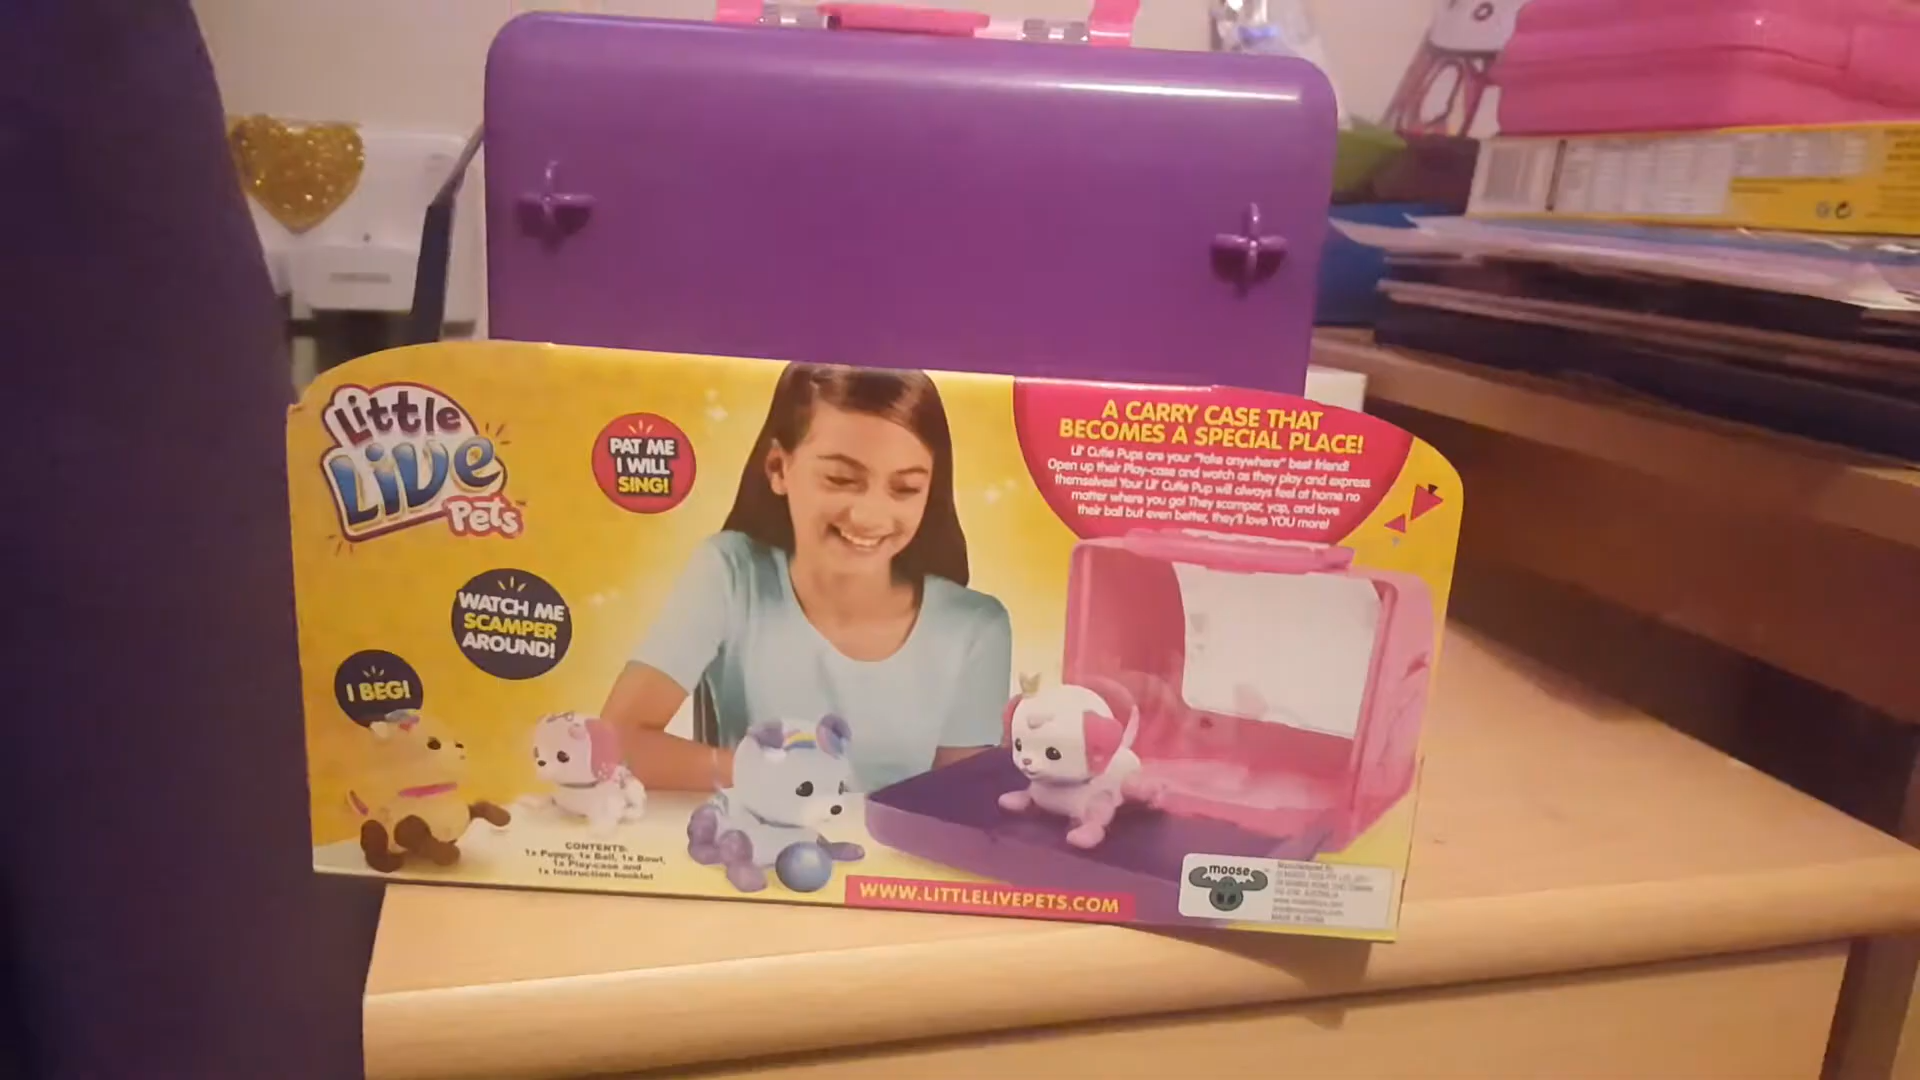 Little
Live
Pets
PAT ME
I WILL
SING!
WATCH ME
SCAMPER
AROUND!
I BEG!
A CARRY CASE THAT
BECOMES A SPECIAL PLACE!
Lil' Cutie Pups are your "take anywhere" best friend!
Open up their Play-case and watch as they play and express
themselves! Your Lil' Cutie Pup will always feel at home no
matter where you go! They scamper, yap, and love
their ball but even better, they'll love YOU more!
CONTENTS:
1x Puppy, 1x Ball, 1x Bowl,
1x Play-case and
1x Instruction booklet
WWW.LITTLELIVEPETS.COM
moose
MADE IN CHINA